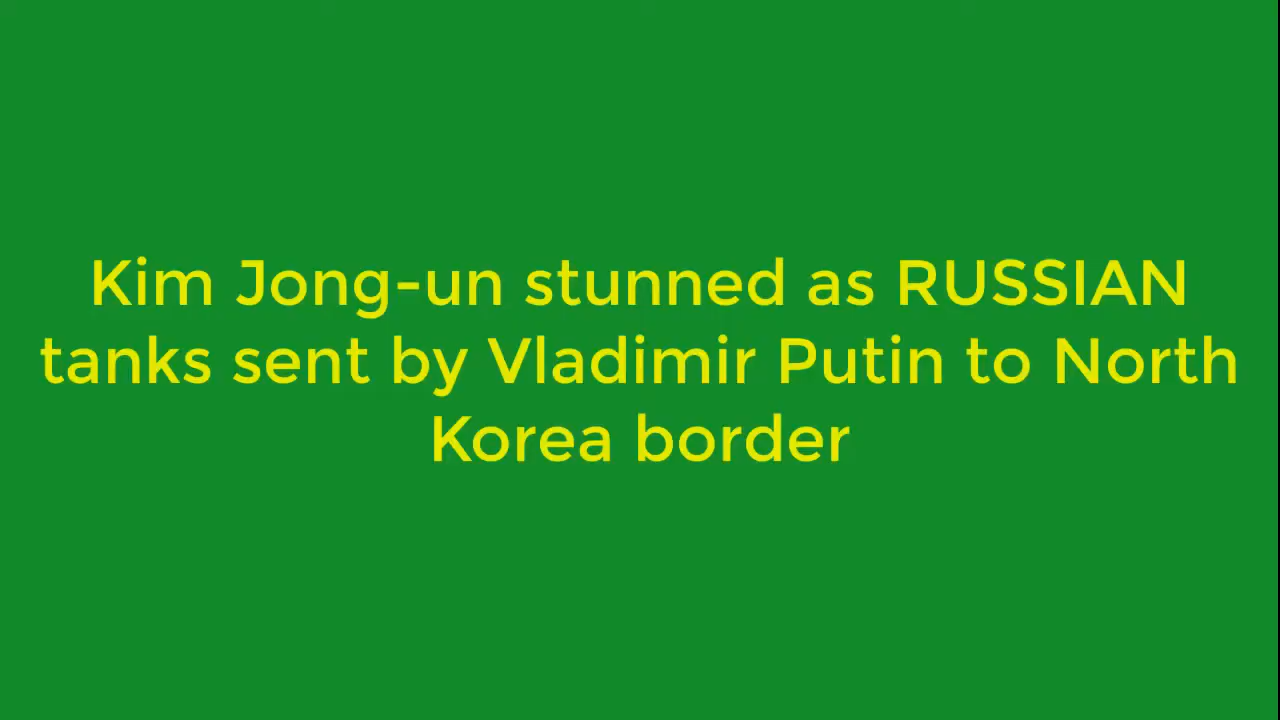 Kim Jong-un stunned as RUSSIAN
tanks sent by Vladimir Putin to North
Korea border